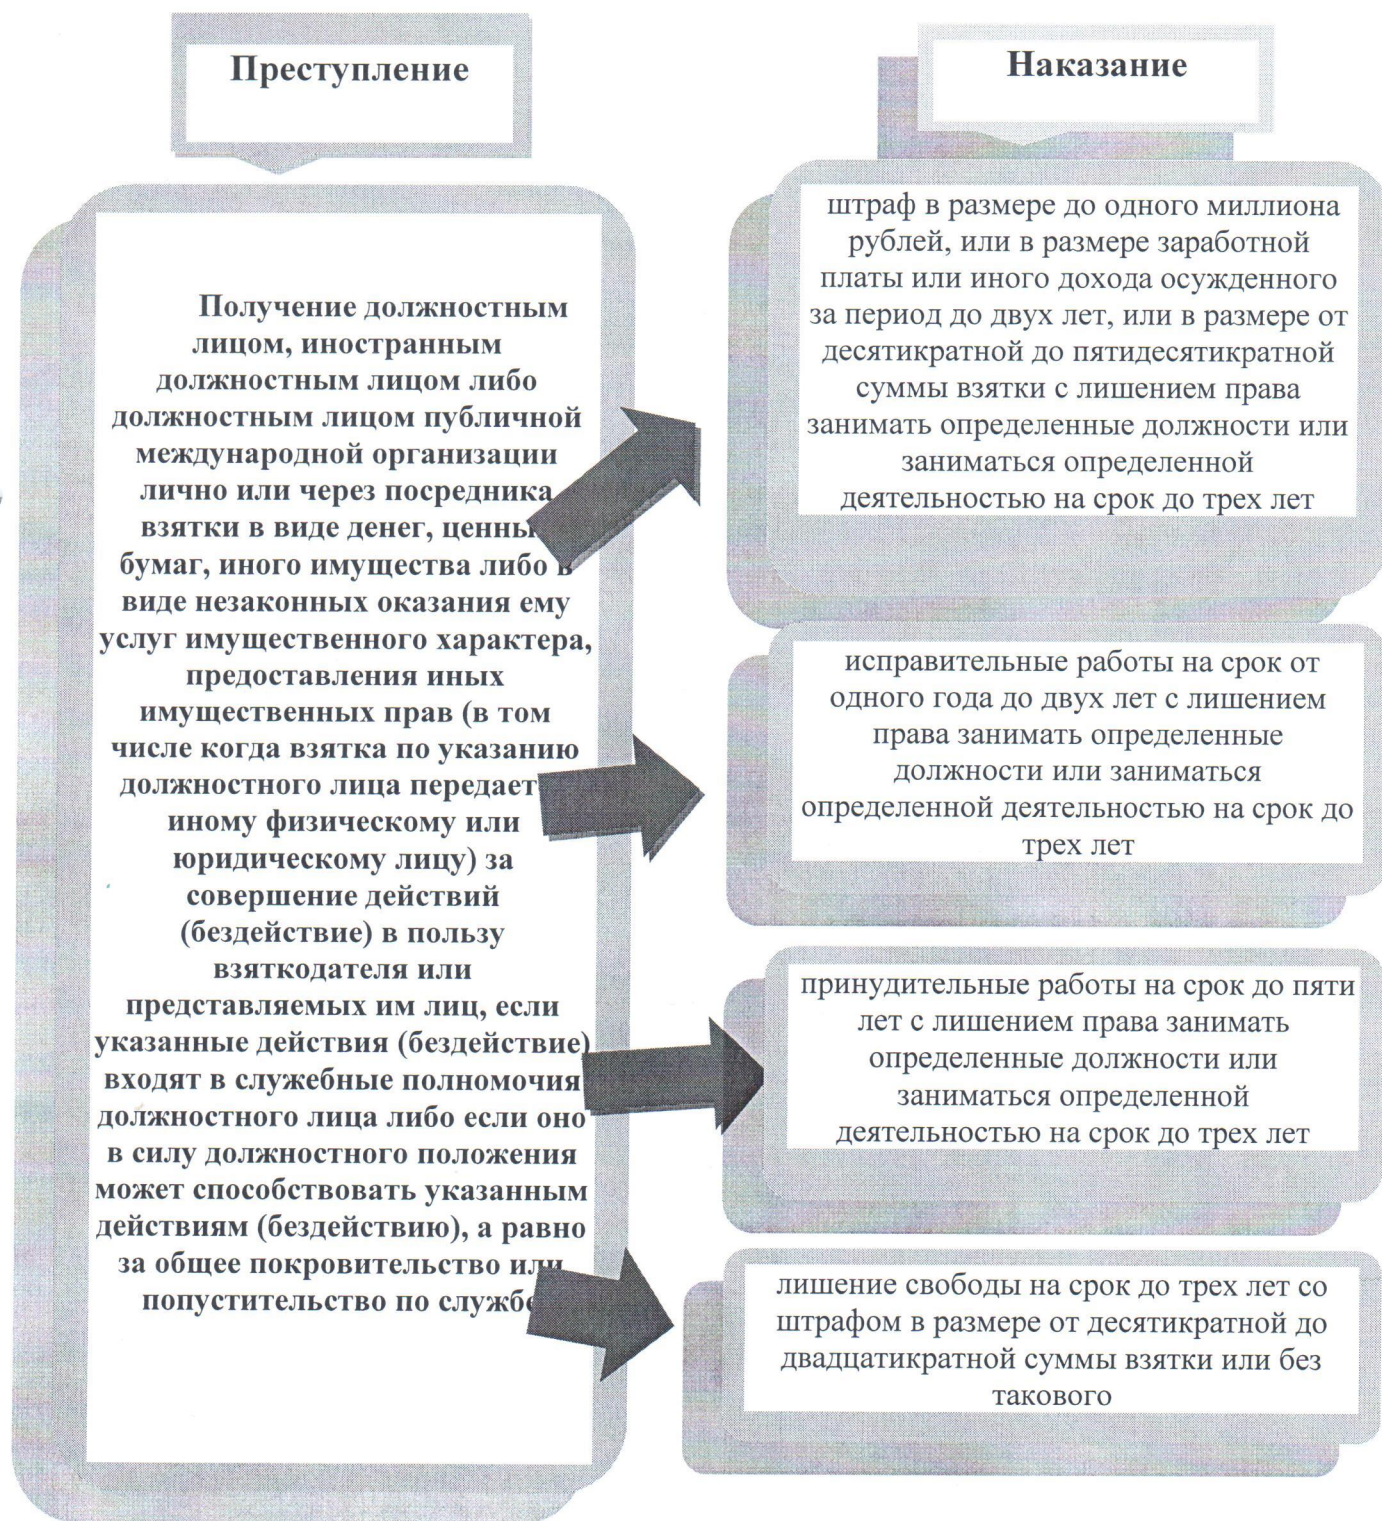 Преступление
Получение должностным
лицом, иностранным
должностным лицом либо
должностным лицом публичной
международной организации
лично или через посредника
взятки в виде денег, ценны
бумаг, иного имущества либо в
виде незаконных оказания ему
услуг имущественного характера,
предоставления иных
имущественных прав (в том
числе когда взятка по указанию
должностного лица передает
иному физическому или
юридическому лицу) за
совершение действий
(бездействие) в пользу
взяткодателя или
представляемых им лиц, если
указанные действия (бездействие)
входят в служебные полномочия
должностного лица либо если оно
в силу должностного положения
может способствовать указанным
действиям (бездействию), а равно
за общее покровительство или
попустительство по службе
Наказание
штраф в размере до одного миллиона
рублей, или в размере заработной
платы или иного дохода осужденного
за период до двух лет, или в размере от
десятикратной до пятидесятикратной
суммы взятки с лишением права
занимать определенные должности или
заниматься определенной
деятельностью на срок до трех лет
исправительные работы на срок от
одного года до двух лет с лишением
права занимать определенные
должности или заниматься
определенной деятельностью на срок до
трех лет
принудительные работы на срок до пяти
лет с лишением права занимать
определенные должности или
заниматься определенной
деятельностью на срок до трех лет
лишение свободы на срок до трех лет со
штрафом в размере от десятикратной до
двадцатикратной суммы взятки или без
такового